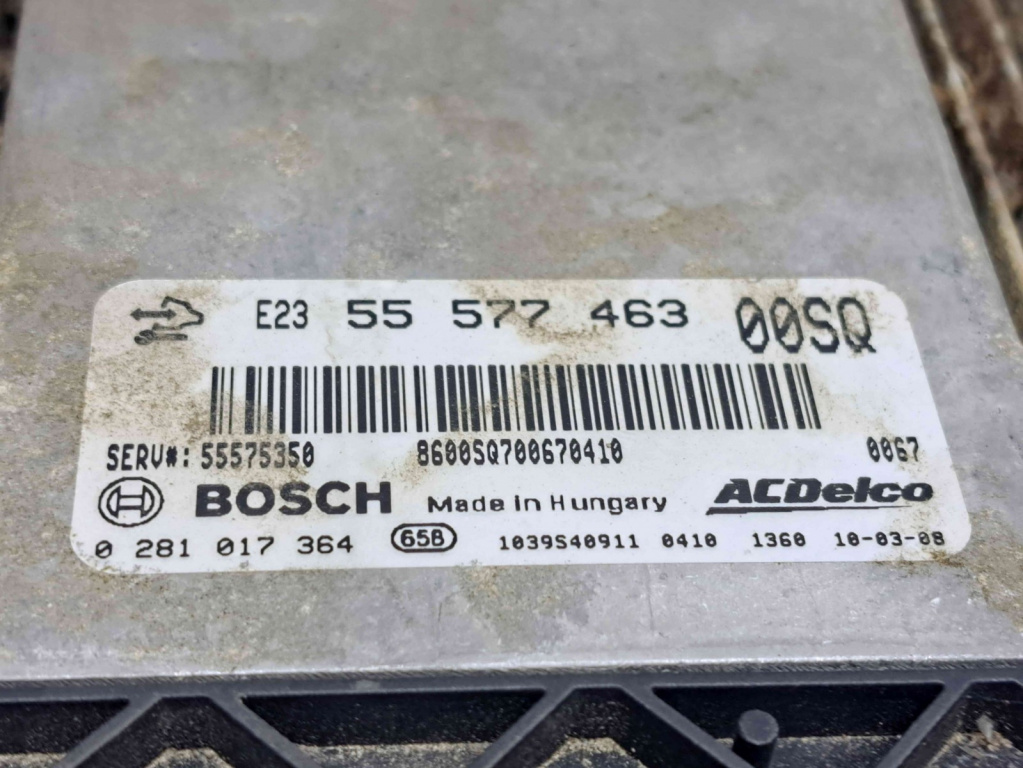 E23 55 577 463 00SQ
SERV#: 55575350 8600SQ700670410 0067
BOSCH Made in Hungary ACDelco
0 281 017 364 65B 1039S40911 0410 1360 10-03-08